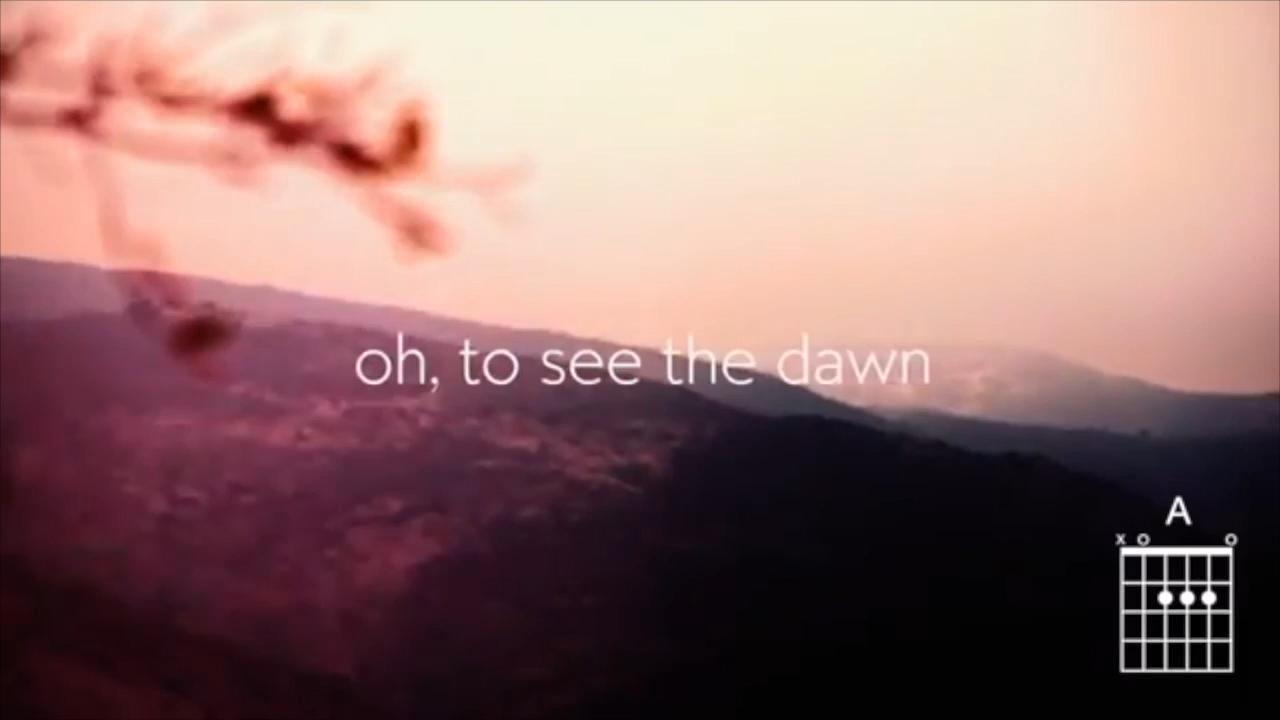 oh, to see the dawn
A
x o o